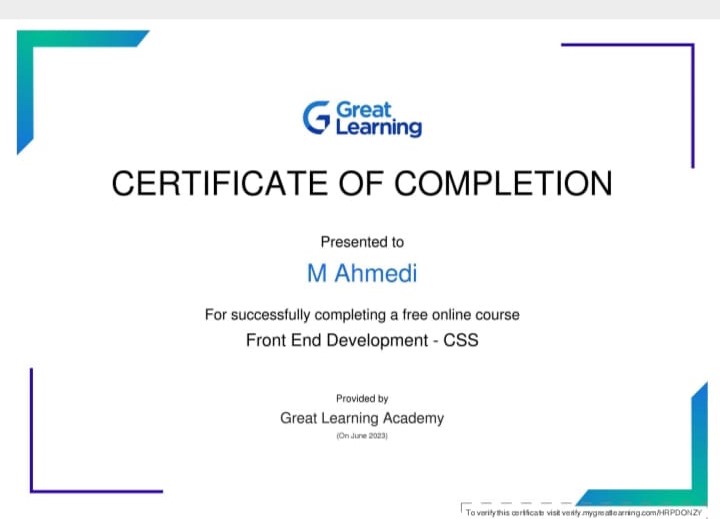 Great
Learning
CERTIFICATE OF COMPLETION
Presented to
M Ahmedi
For successfully completing a free online course
Front End Development - CSS
Provided by
Great Learning Academy
(On June 2023)
To verify this certificate visit verify.mygreatlearning.com/HRPDONZY